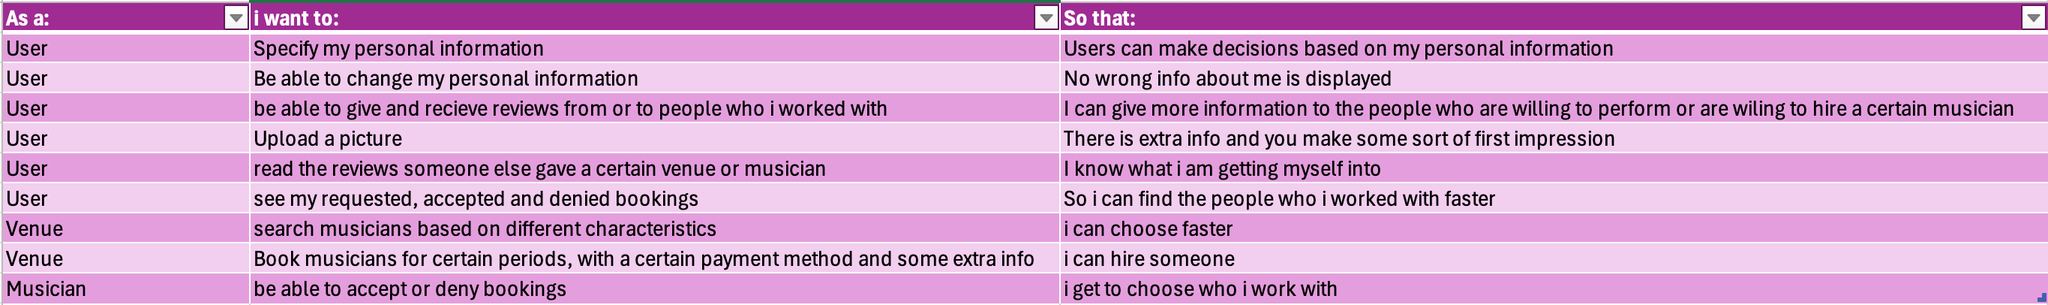 As a: i want to: So that:
User Specify my personal information Users can make decisions based on my personal information
User Be able to change my personal information No wrong info about me is displayed
User be able to give and recieve reviews from or to people who i worked with I can give more information to the people who are willing to perform or are wiling to hire a certain musician
User Upload a picture There is extra info and you make some sort of first impression
User read the reviews someone else gave a certain venue or musician I know what i am getting myself into
User see my requested, accepted and denied bookings So i can find the people who i worked with faster
Venue search musicians based on different characteristics i can choose faster
Venue Book musicians for certain periods, with a certain payment method and some extra info i can hire someone
Musician be able to accept or deny bookings i get to choose who i work with